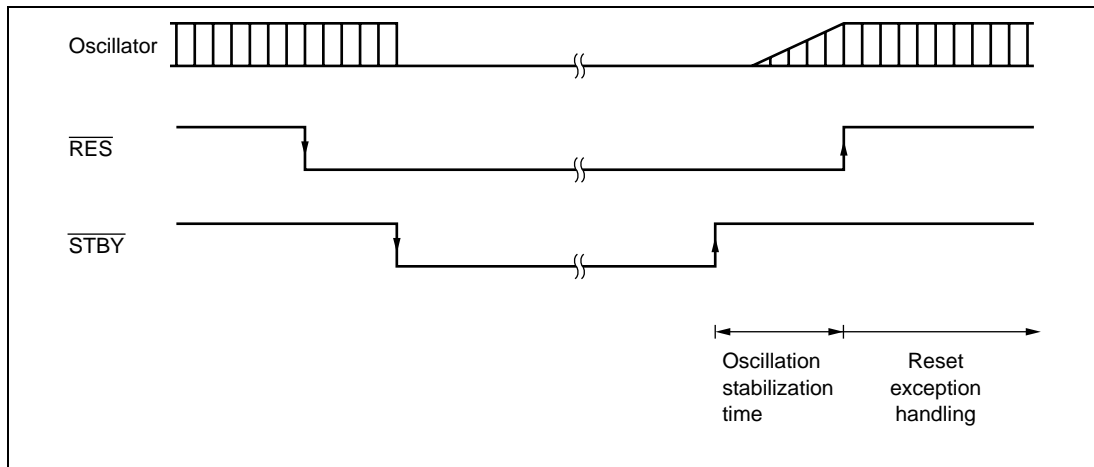 Oscillator
RES
STBY
Oscillation
stabilization
time
Reset
exception
handling